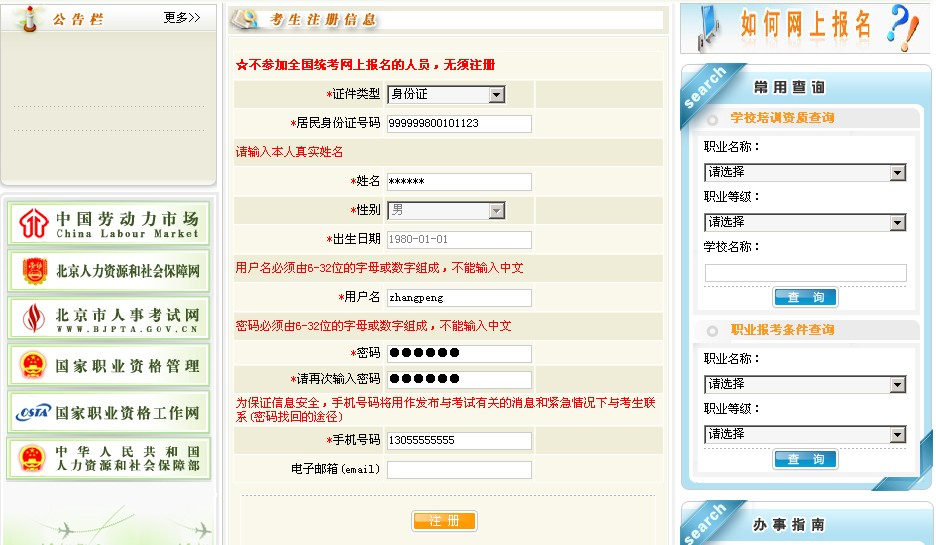 公告栏
更多>>
中国劳动力市场
China Labour Market
北京人力资源和社会保障网
北京市人事考试网
WWW.BJPTA.GOV.CN
国家职业资格管理
OSTA 国家职业资格工作网
中华人民共和国
人力资源和社会保障部
考生注册信息
☆不参加全国统考网上报名的人员，无须注册
*证件类型 身份证
*居民身份证号码 999999800101123
请输入本人真实姓名
*姓名 ******
*性别 男
*出生日期 1980-01-01
用户名必须由6-32位的字母或数字组成，不能输入中文
*用户名 zhangpeng
密码必须由6-32位的字母或数字组成，不能输入中文
*密码 ●●●●●●
*请再次输入密码 ●●●●●●
为保证信息安全，手机号码将用作发布与考试有关的消息和紧急情况下与考生联
系(密码找回的途径)
*手机号码 13055555555
电子邮箱(email)
注 册
如何网上报名
search
常用查询
学校培训资质查询
职业名称：
请选择
职业等级：
请选择
学校名称：
查 询
职业报考条件查询
职业名称：
请选择
职业等级：
请选择
查 询
search
办事指南